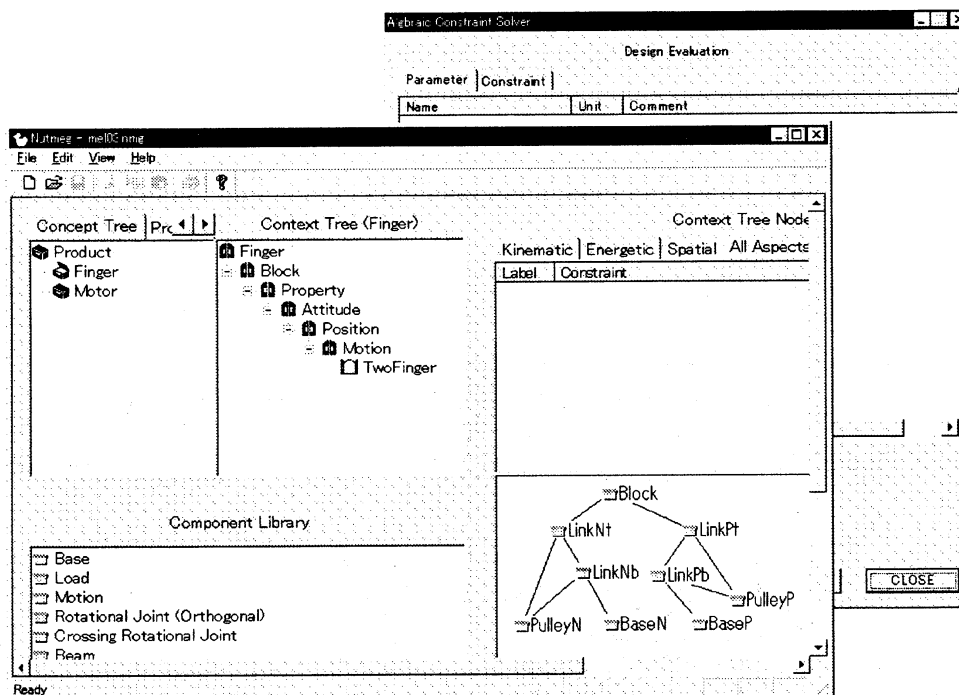 Algbraic Constraint Solver
Design Evaluation
Parameter Constraint
Name Unit Comment
Nutmeg - mel03.nmg
File Edit View Help
Concept Tree
Context Tree (Finger)
Context Tree Node
Product
Finger
Motor
Finger
Block
Property
Attitude
Position
Motion
TwoFinger
Kinematic Energetic Spatial All Aspects
Label Constraint
Component Library
Base
Load
Motion
Rotational Joint (Orthogonal)
Crossing Rotational Joint
Beam
Block
LinkNt LinkPt
LinkNb LinkPb
PulleyP
PulleyN BaseN BaseP
CLOSE
Ready